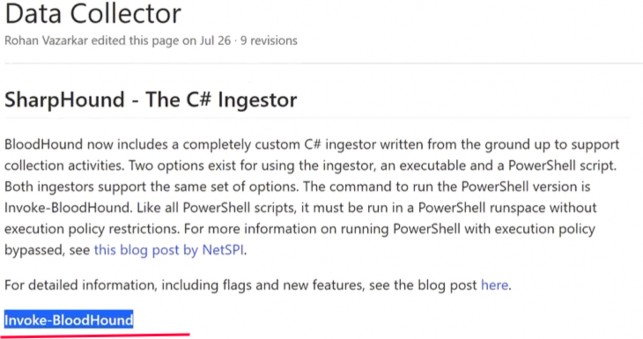 Data Collector
Rohan Vazarkar edited this page on Jul 26 · 9 revisions
SharpHound - The C# Ingestor
BloodHound now includes a completely custom C# ingestor written from the ground up to support
collection activities. Two options exist for using the ingestor, an executable and a PowerShell script.
Both ingestors support the same set of options. The command to run the PowerShell version is
Invoke-BloodHound. Like all PowerShell scripts, it must be run in a PowerShell runspace without
execution policy restrictions. For more information on running PowerShell with execution policy
bypassed, see this blog post by NetSPI.
For detailed information, including flags and new features, see the blog post here.
Invoke-BloodHound